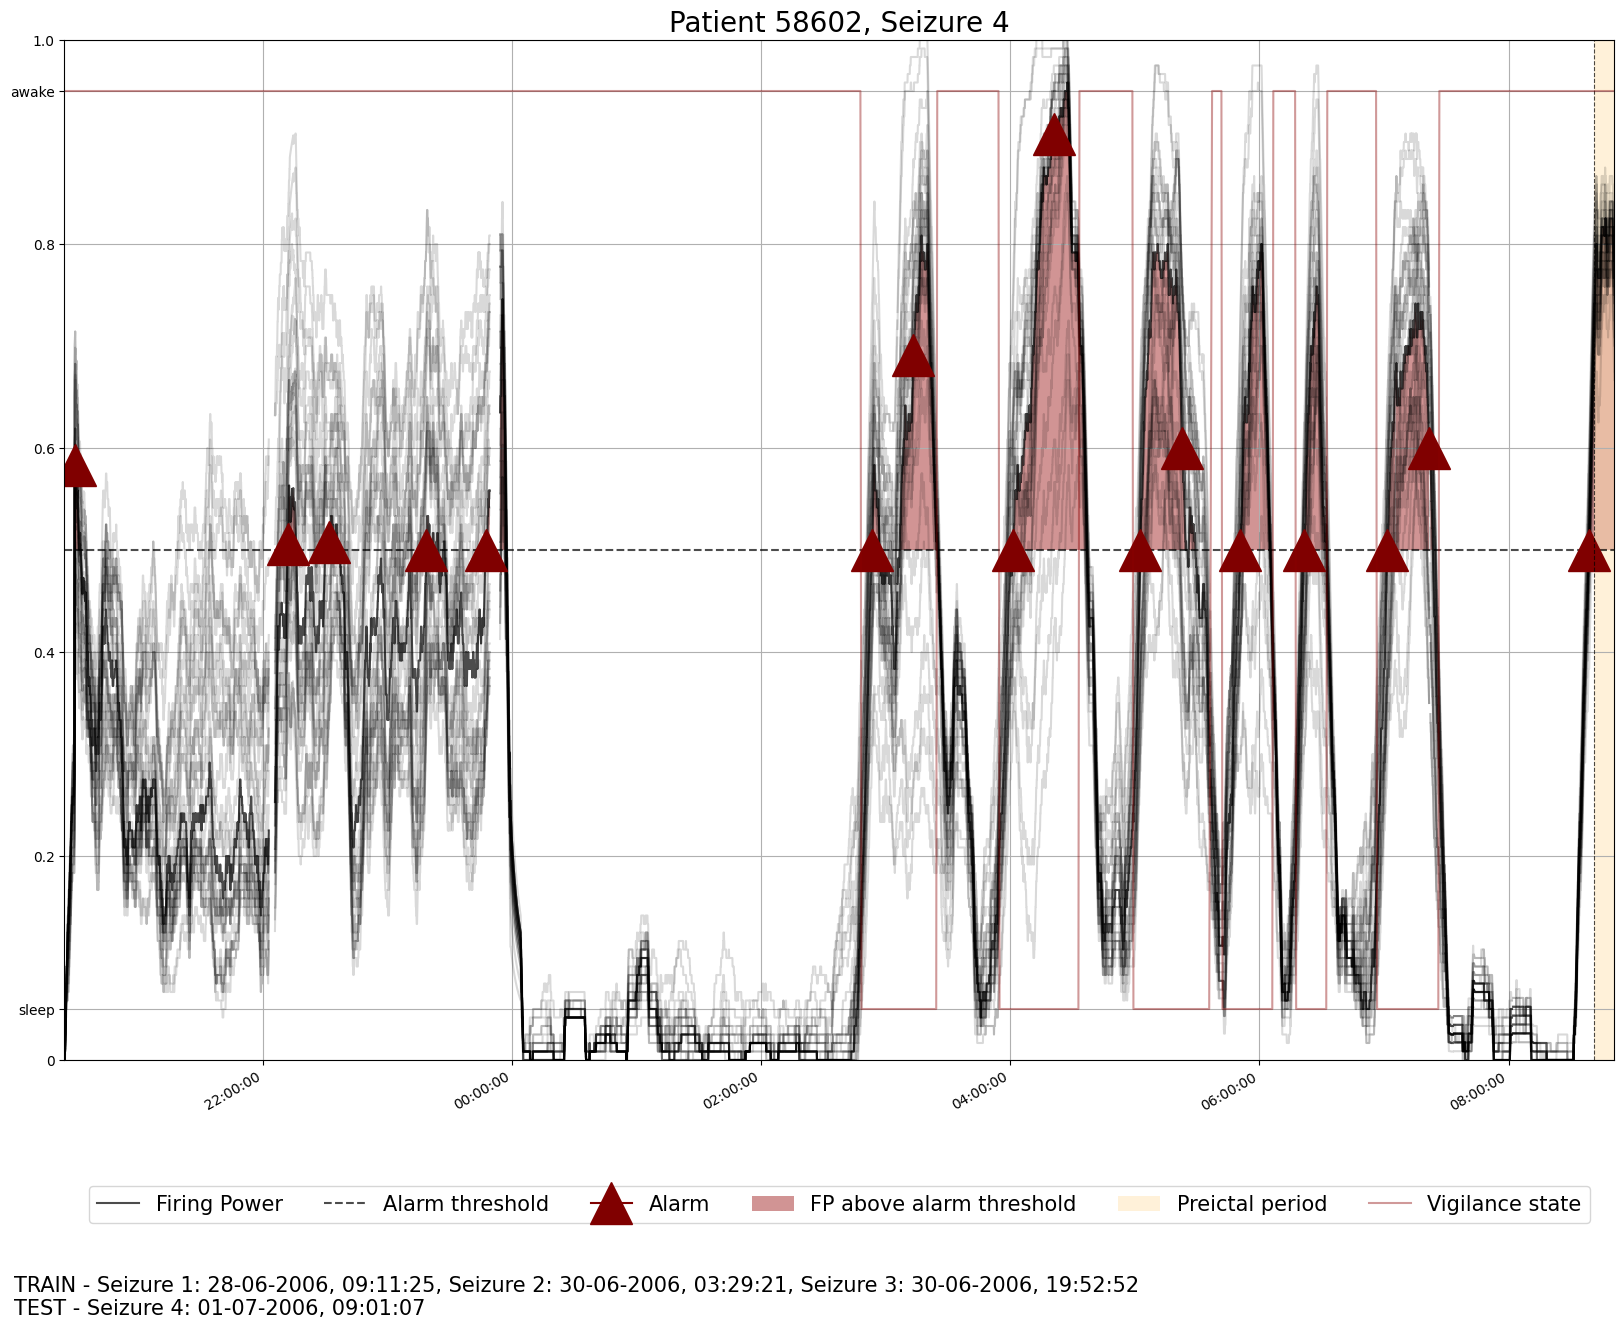 Patient 58602, Seizure 4
1.0
awake
0.8
0.6
0.4
0.2
sleep
0
22:00:00
00:00:00
02:00:00
04:00:00
06:00:00
08:00:00
Firing Power
Alarm threshold
Alarm
FP above alarm threshold
Preictal period
Vigilance state
TRAIN - Seizure 1: 28-06-2006, 09:11:25, Seizure 2: 30-06-2006, 03:29:21, Seizure 3: 30-06-2006, 19:52:52
TEST - Seizure 4: 01-07-2006, 09:01:07